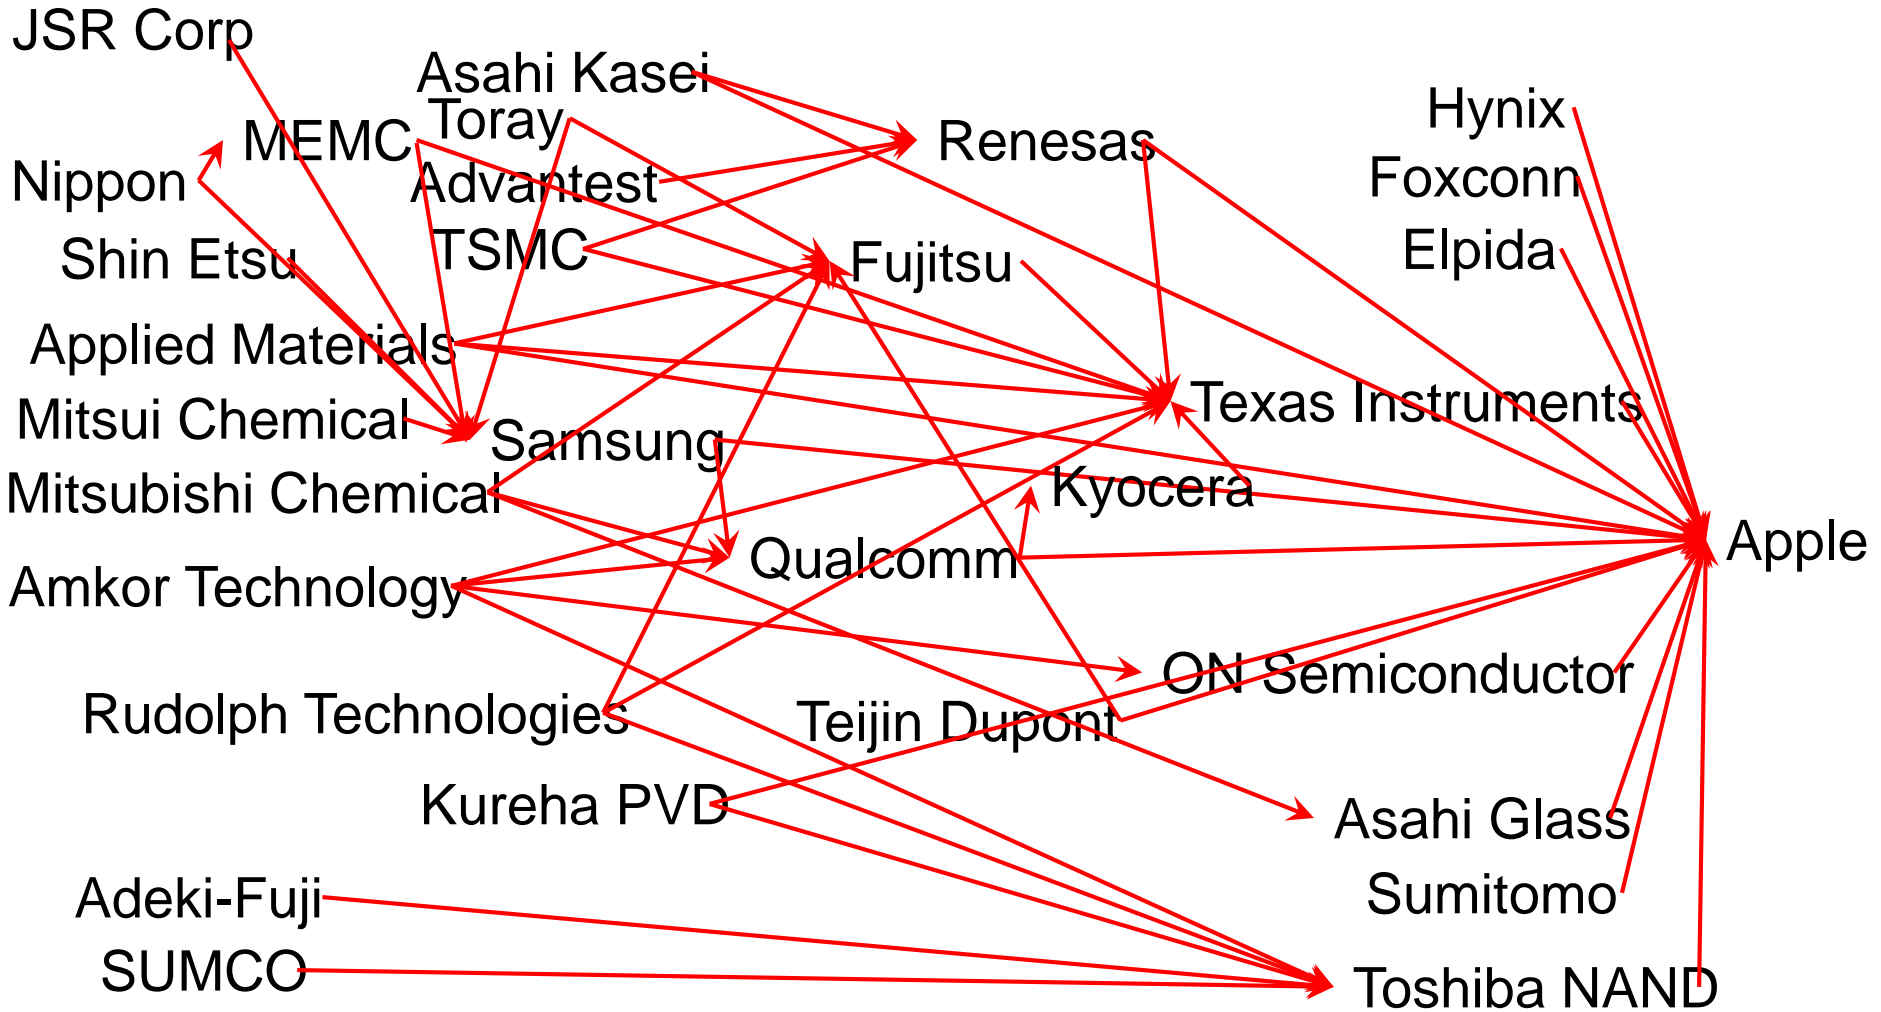 JSR Corp
Asahi Kasei
Hynix
Toray
MEMC
Renesas
Nippon
Advantest
Foxconn
Shin Etsu
TSMC
Fujitsu
Elpida
Applied Materials
Mitsui Chemical
Texas Instruments
Samsung
Mitsubishi Chemical
Kyocera
Qualcomm
Apple
Amkor Technology
ON Semiconductor
Rudolph Technologies
Teijin Dupont
Kureha PVD
Asahi Glass
Adeki-Fuji
Sumitomo
SUMCO
Toshiba NAND